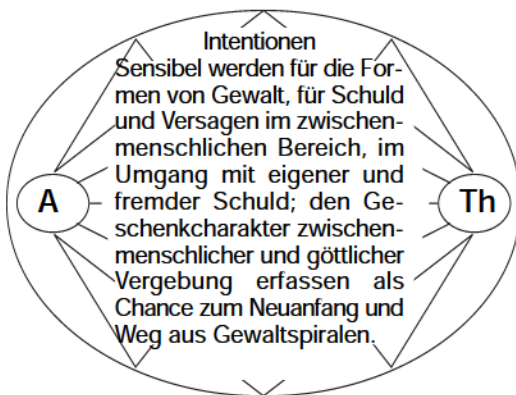 Intentionen
Sensibel werden für die For-
men von Gewalt, für Schuld
und Versagen im zwischen-
menschlichen Bereich, im
Umgang mit eigener und
A fremder Schuld; den Ge- Th
schenkcharakter zwischen-
menschlicher und göttlicher
Vergebung erfassen als
Chance zum Neuanfang und
Weg aus Gewaltspiralen.